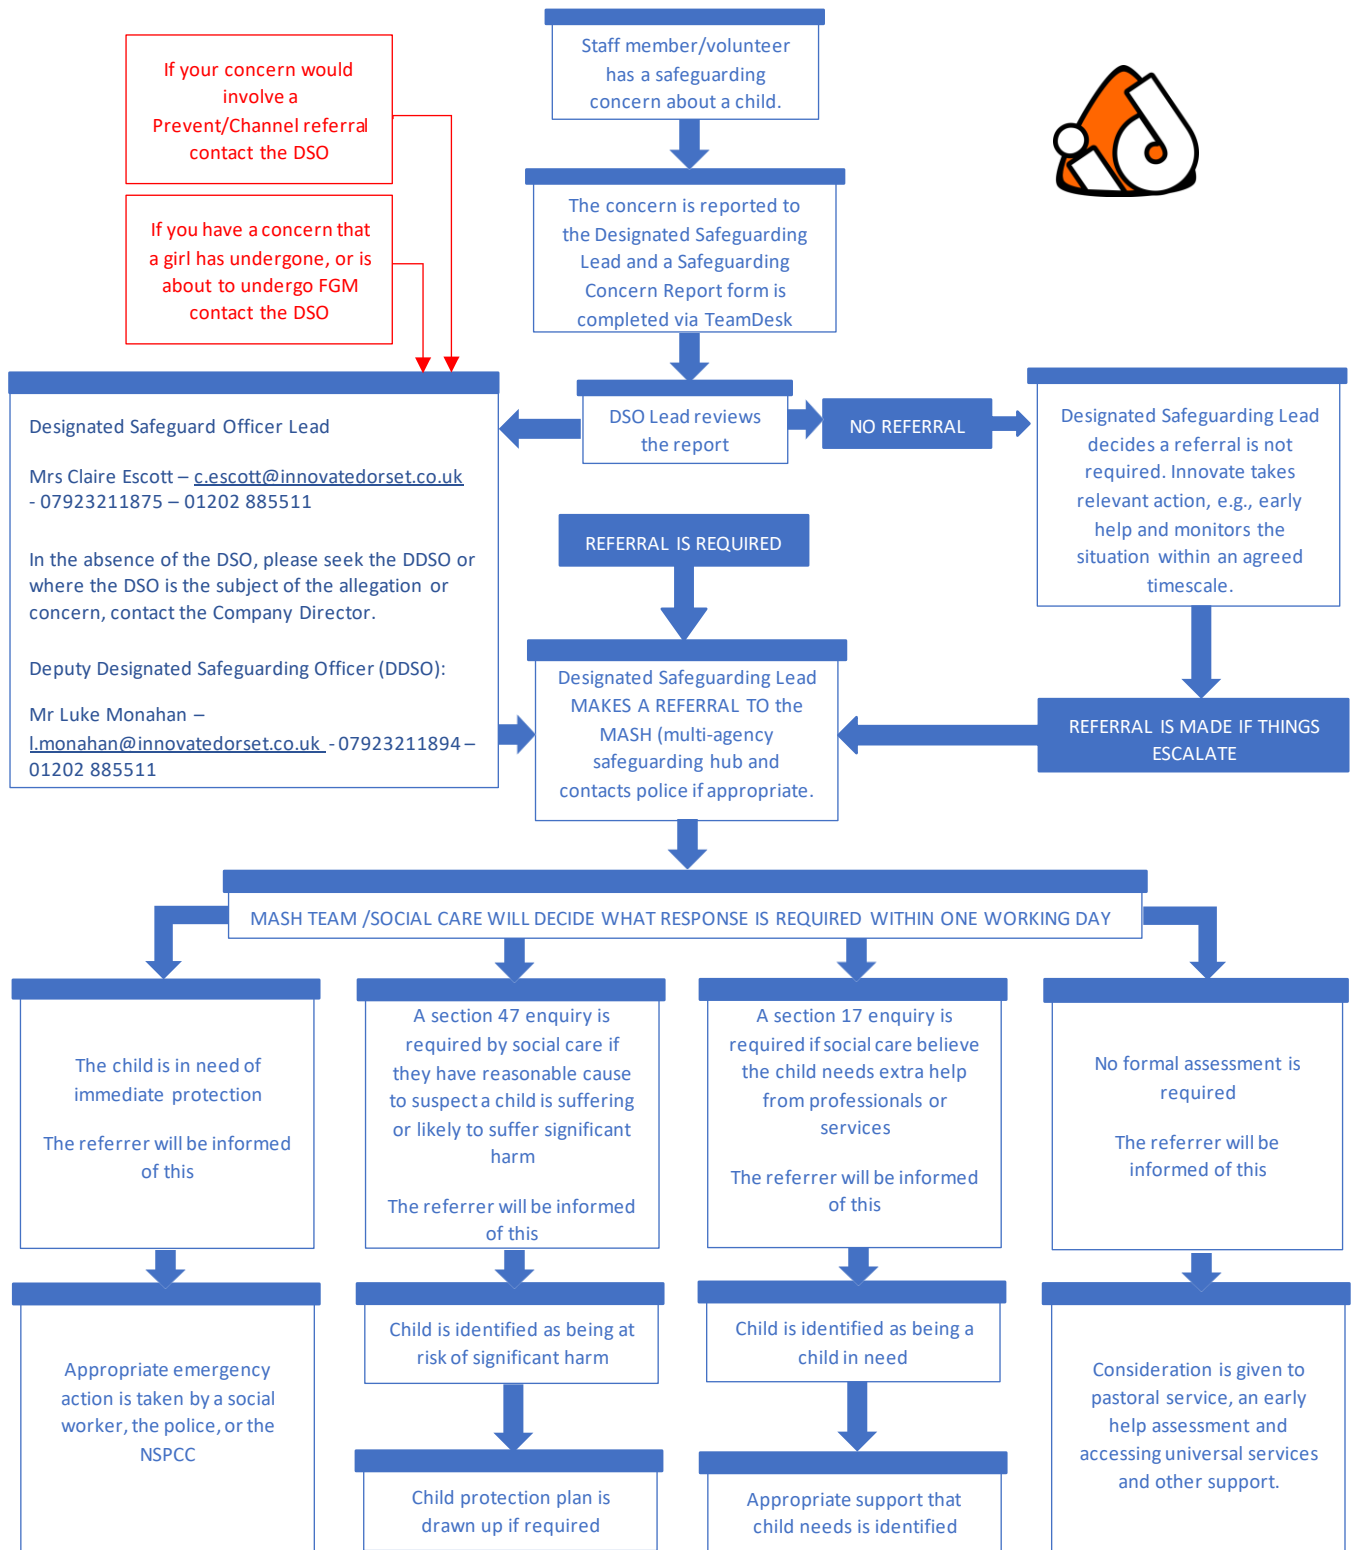 Staff member/volunteer
has a safeguarding
concern about a child.
If your concern would
involve a
Prevent/Channel referral
contact the DSO
If you have a concern that
a girl has undergone, or is
about to undergo FGM
contact the DSO
The concern is reported to
the Designated Safeguarding
Lead and a Safeguarding
Concern Report form is
completed via TeamDesk
DSO Lead reviews
the report
NO REFERRAL
Designated Safeguarding Lead
decides a referral is not
required. Innovate takes
relevant action, e.g., early
help and monitors the
situation within an agreed
timescale.
Designated Safeguard Officer Lead
Mrs Claire Escott – c.escott@innovatedorset.co.uk
- 07923211875 – 01202 885511
In the absence of the DSO, please seek the DDSO or
where the DSO is the subject of the allegation or
concern, contact the Company Director.
Deputy Designated Safeguarding Officer (DDSO):
Mr Luke Monahan –
l.monahan@innovatedorset.co.uk - 07923211894 –
01202 885511
REFERRAL IS REQUIRED
Designated Safeguarding Lead
MAKES A REFERRAL TO the
MASH (multi-agency
safeguarding hub and
contacts police if appropriate.
REFERRAL IS MADE IF THINGS
ESCALATE
MASH TEAM /SOCIAL CARE WILL DECIDE WHAT RESPONSE IS REQUIRED WITHIN ONE WORKING DAY
The child is in need of
immediate protection
The referrer will be informed
of this
A section 47 enquiry is
required by social care if
they have reasonable cause
to suspect a child is suffering
or likely to suffer significant
harm
The referrer will be informed
of this
A section 17 enquiry is
required if social care believe
the child needs extra help
from professionals or
services
The referrer will be informed
of this
No formal assessment is
required
The referrer will be
informed of this
Appropriate emergency
action is taken by a social
worker, the police, or the
NSPCC
Child is identified as being at
risk of significant harm
Child protection plan is
drawn up if required
Child is identified as being a
child in need
Appropriate support that
child needs is identified
Consideration is given to
pastoral service, an early
help assessment and
accessing universal services
and other support.